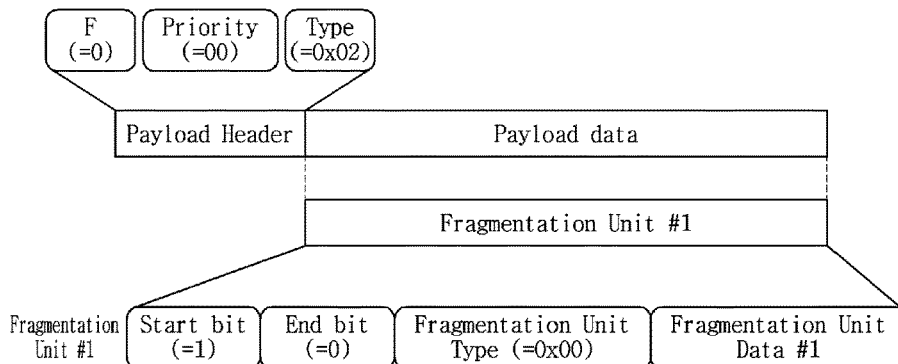 F Priority Type
(=0) (=00) (=0x02)
Payload Header Payload data
Fragmentation Unit #1
Fragmentation Start bit End bit Fragmentation Unit Fragmentation Unit
Unit #1 (=1) (=0) Type (=0x00) Data #1